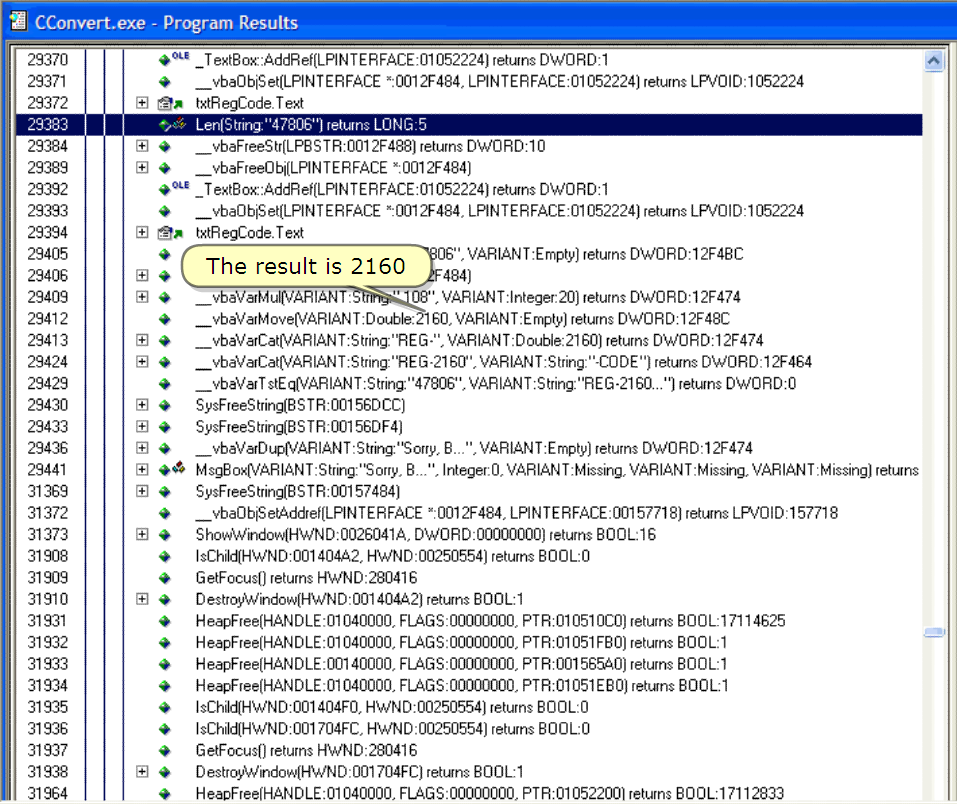 CConvert.exe - Program Results
29370 OLE _TextBox::AddRef(LPINTERFACE:01052224) returns DWORD:1
29371 __vbaObjSet(LPINTERFACE *:0012F484, LPINTERFACE:01052224) returns LPVOID:1052224
29372 txtRegCode.Text
29383 Len(String:"47806") returns LONG:5
29384 __vbaFreeStr(LPBSTR:0012F488) returns DWORD:10
29389 __vbaFreeObj(LPINTERFACE *:0012F484)
29392 OLE _TextBox::AddRef(LPINTERFACE:01052224) returns DWORD:1
29393 __vbaObjSet(LPINTERFACE *:0012F484, LPINTERFACE:01052224) returns LPVOID:1052224
29394 txtRegCode.Text
29405 806", VARIANT:Empty) returns DWORD:12F4BC
The result is 2160
29406 2F484)
29409 __vbaVarMul(VARIANT:String:" 108", VARIANT:Integer:20) returns DWORD:12F474
29412 __vbaVarMove(VARIANT:Double:2160, VARIANT:Empty) returns DWORD:12F48C
29413 __vbaVarCat(VARIANT:String:"REG-", VARIANT:Double:2160) returns DWORD:12F474
29424 __vbaVarCat(VARIANT:String:"REG-2160", VARIANT:String:"-CODE") returns DWORD:12F464
29429 __vbaVarTstEq(VARIANT:String:"47806", VARIANT:String:"REG-2160...") returns DWORD:0
29430 SysFreeString(BSTR:00156DCC)
29433 SysFreeString(BSTR:00156DF4)
29436 __vbaVarDup(VARIANT:String:"Sorry, B...", VARIANT:Empty) returns DWORD:12F474
29441 MsgBox(VARIANT:String:"Sorry, B...", Integer:0, VARIANT:Missing, VARIANT:Missing, VARIANT:Missing) returns
31369 SysFreeString(BSTR:00157484)
31372 __vbaObjSetAddref(LPINTERFACE *:0012F484, LPINTERFACE:00157718) returns LPVOID:157718
31373 ShowWindow(HWND:0026041A, DWORD:00000000) returns BOOL:16
31908 IsChild(HWND:001404A2, HWND:00250554) returns BOOL:0
31909 GetFocus() returns HWND:280416
31910 DestroyWindow(HWND:001404A2) returns BOOL:1
31931 HeapFree(HANDLE:01040000, FLAGS:00000000, PTR:010510C0) returns BOOL:17114625
31932 HeapFree(HANDLE:01040000, FLAGS:00000000, PTR:01051FB0) returns BOOL:1
31933 HeapFree(HANDLE:00140000, FLAGS:00000000, PTR:001565A0) returns BOOL:1
31934 HeapFree(HANDLE:01040000, FLAGS:00000000, PTR:01051EB0) returns BOOL:1
31935 IsChild(HWND:001404F0, HWND:00250554) returns BOOL:0
31936 IsChild(HWND:001704FC, HWND:00250554) returns BOOL:0
31937 GetFocus() returns HWND:280416
31938 DestroyWindow(HWND:001704FC) returns BOOL:1
31964 HeapFree(HANDLE:01040000, FLAGS:00000000, PTR:01052200) returns BOOL:17112833